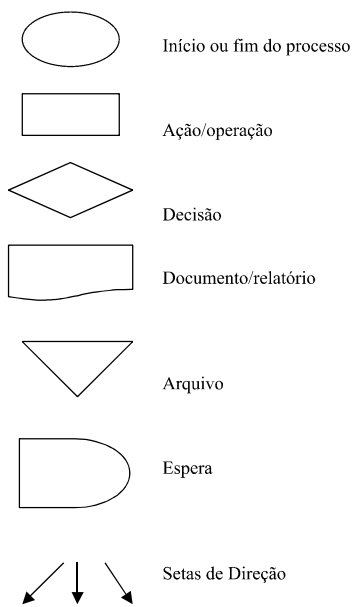 Início ou fim do processo
Ação/operação
Decisão
Documento/relatório
Arquivo
Espera
Setas de Direção